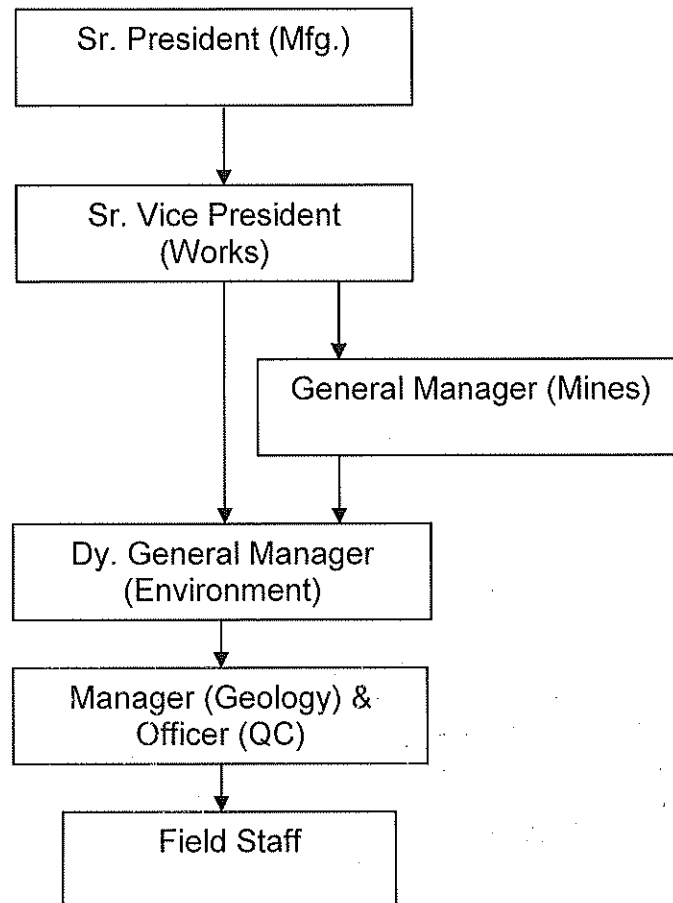 Sr. President (Mfg.)
Sr. Vice President
(Works)
General Manager (Mines)
Dy. General Manager
(Environment)
Manager (Geology) &
Officer (QC)
Field Staff